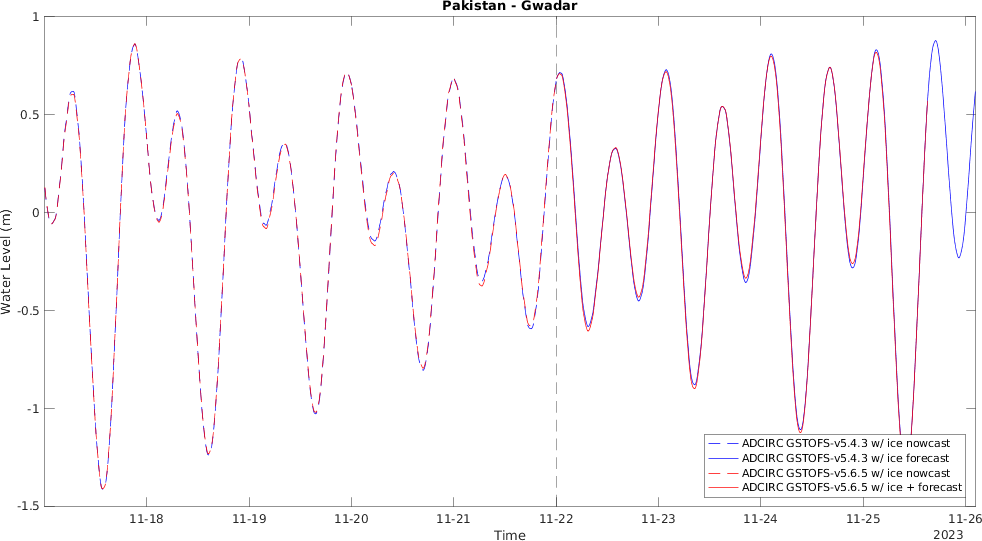 Pakistan - Gwadar
1
0.5
0
-0.5
-1
-1.5
Water Level (m)
ADCIRC GSTOFS-v5.4.3 w/ ice nowcast
ADCIRC GSTOFS-v5.4.3 w/ ice forecast
ADCIRC GSTOFS-v5.6.5 w/ ice nowcast
ADCIRC GSTOFS-v5.6.5 w/ ice + forecast
11-18 11-19 11-20 11-21 11-22 11-23 11-24 11-25 11-26
Time
2023